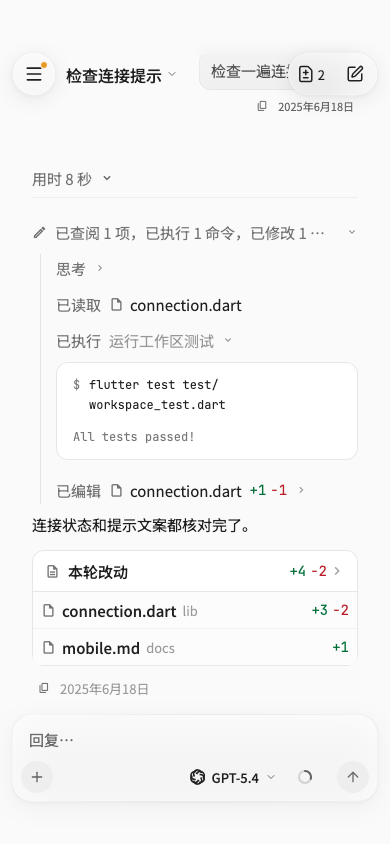 检查连接提示
检查一遍连
2
2025年6月18日
用时 8 秒
已查阅 1 项，已执行 1 命令，已修改 1 …
思考
已读取 connection.dart
已执行 运行工作区测试
$ flutter test test/
workspace_test.dart
All tests passed!
已编辑 connection.dart +1 -1
连接状态和提示文案都核对完了。
本轮改动 +4 -2
connection.dart lib +3 -2
mobile.md docs +1
2025年6月18日
回复…
GPT-5.4